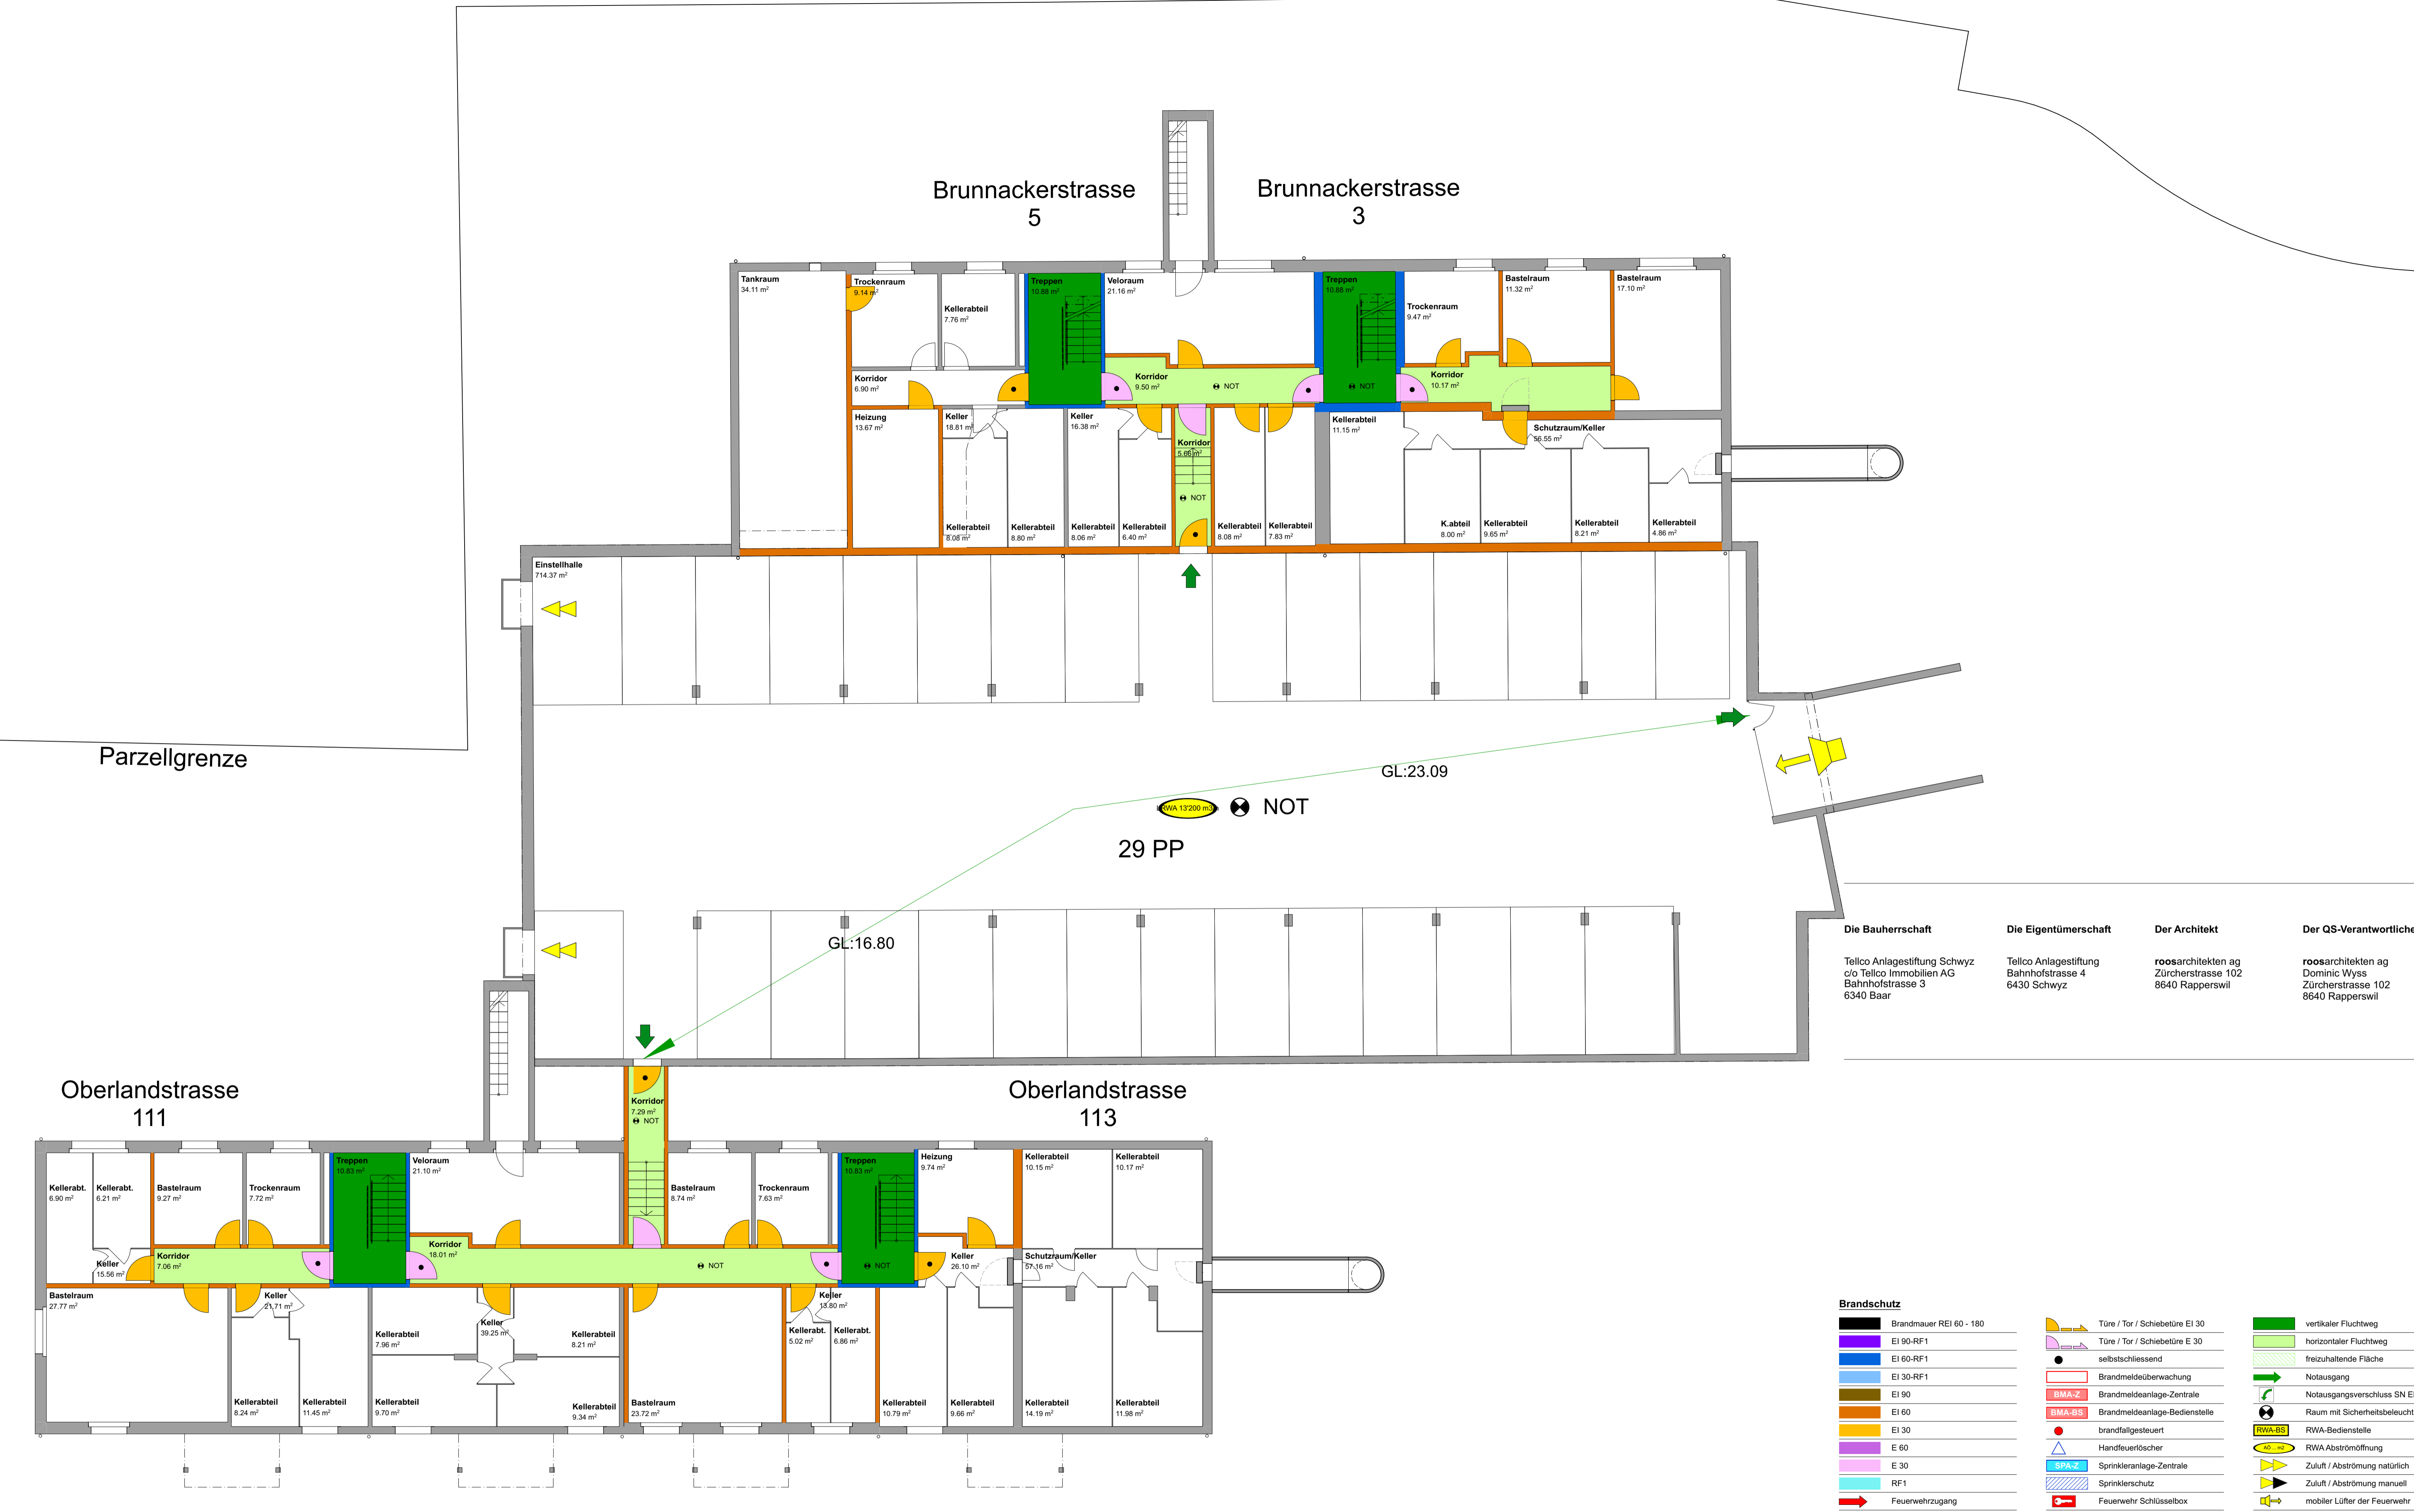 Brunnackerstrasse
5
Brunnackerstrasse
3
Tankraum
34.11 m²
Trockenraum
9.14 m²
Kellerabteil
7.76 m²
Treppen
10.88 m²
Veloraum
21.16 m²
Treppen
10.88 m²
Trockenraum
9.47 m²
Bastelraum
11.32 m²
Bastelraum
17.10 m²
Korridor
6.90 m²
Korridor
9.50 m²
NOT
NOT
Korridor
10.17 m²
Heizung
13.67 m²
Keller
18.81 m²
Keller
16.38 m²
Korridor
5.66 m²
NOT
Kellerabteil
11.15 m²
Schutzraum/Keller
56.55 m²
Kellerabteil
8.08 m²
Kellerabteil
8.80 m²
Kellerabteil
8.06 m²
Kellerabteil
6.40 m²
Kellerabteil
8.08 m²
Kellerabteil
7.83 m²
K.abteil
8.00 m²
Kellerabteil
9.65 m²
Kellerabteil
8.21 m²
Kellerabteil
4.86 m²
Einstellhalle
714.37 m²
Parzellgrenze
GL:23.09
RWA 13'200 m3
NOT
29 PP
GL:16.80
Die Bauherrschaft
Tellco Anlagestiftung Schwyz
c/o Tellco Immobilien AG
Bahnhofstrasse 3
6340 Baar
Die Eigentümerschaft
Tellco Anlagestiftung
Bahnhofstrasse 4
6430 Schwyz
Der Architekt
roosarchitekten ag
Zürcherstrasse 102
8640 Rapperswil
Der QS-Verantwortliche
roosarchitekten ag
Dominic Wyss
Zürcherstrasse 102
8640 Rapperswil
Oberlandstrasse
111
Oberlandstrasse
113
Korridor
7.29 m²
NOT
Kellerabt.
6.90 m²
Kellerabt.
6.21 m²
Bastelraum
9.27 m²
Trockenraum
7.72 m²
Treppen
10.83 m²
Veloraum
21.10 m²
Bastelraum
8.74 m²
Trockenraum
7.63 m²
Treppen
10.83 m²
Heizung
9.74 m²
Kellerabteil
10.15 m²
Kellerabteil
10.17 m²
Keller
15.56 m²
Korridor
7.06 m²
Korridor
18.01 m²
NOT
NOT
Keller
26.10 m²
Schutzraum/Keller
57.16 m²
Bastelraum
27.77 m²
Keller
21.71 m²
Kellerabteil
7.96 m²
Keller
39.25 m²
Kellerabteil
8.21 m²
Keller
13.80 m²
Kellerabt.
5.02 m²
Kellerabt.
6.86 m²
Kellerabteil
8.24 m²
Kellerabteil
11.45 m²
Kellerabteil
9.70 m²
Kellerabteil
9.34 m²
Bastelraum
23.72 m²
Kellerabteil
10.79 m²
Kellerabteil
9.66 m²
Kellerabteil
14.19 m²
Kellerabteil
11.98 m²
Brandschutz
Brandmauer REI 60 - 180
EI 90-RF1
EI 60-RF1
EI 30-RF1
EI 90
EI 60
EI 30
E 60
E 30
RF1
Feuerwehrzugang
Türe / Tor / Schiebetüre EI 30
Türe / Tor / Schiebetüre E 30
selbstschliessend
Brandmeldeüberwachung
BMA-Z Brandmeldeanlage-Zentrale
BMA-BS Brandmeldeanlage-Bedienstelle
brandfallgesteuert
Handfeuerlöscher
SPA-Z Sprinkleranlage-Zentrale
Sprinklerschutz
Feuerwehr Schlüsselbox
vertikaler Fluchtweg
horizontaler Fluchtweg
freizuhaltende Fläche
Notausgang
Notausgangsverschluss SN E
Raum mit Sicherheitsbeleucht
RWA-BS RWA-Bedienstelle
AÖ ... m2 RWA Abströmöffnung
Zuluft / Abströmung natürlich
Zuluft / Abströmung manuell
mobiler Lüfter der Feuerwehr